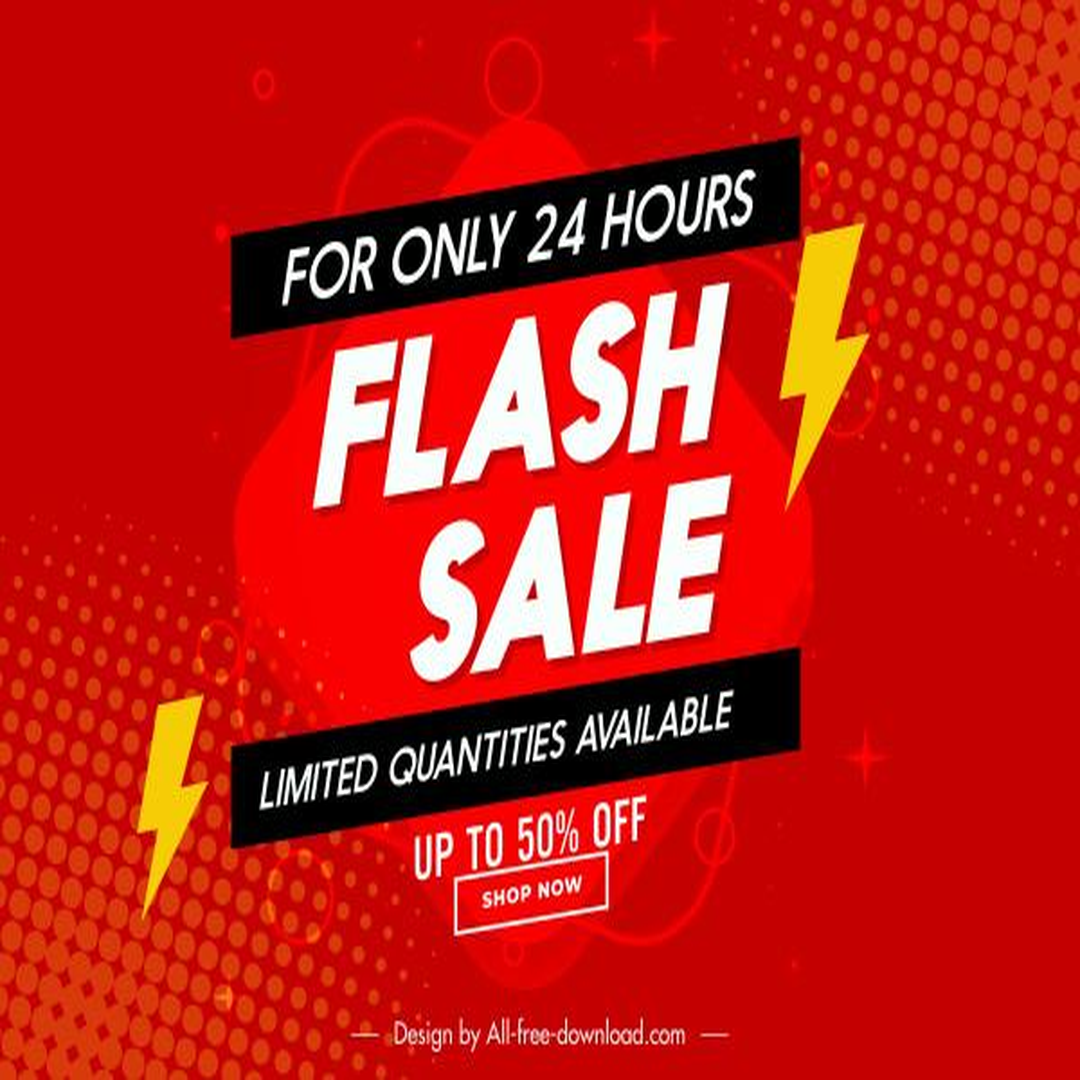 FOR ONLY 24 HOURS
FLASH
SALE
LIMITED QUANTITIES AVAILABLE
UP TO 50% OFF
SHOP NOW
Design by All-free-download.com